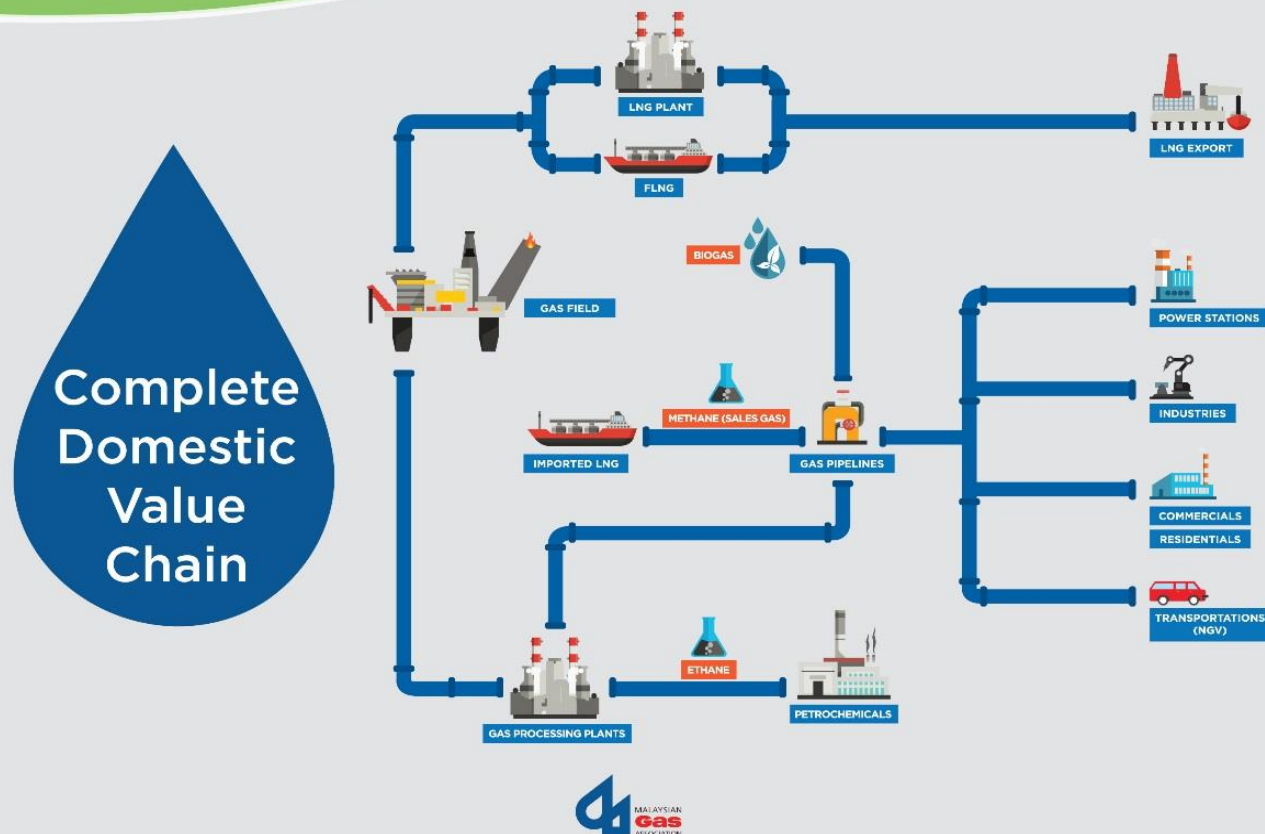 Complete
Domestic
Value
Chain
LNG PLANT
FLNG
LNG EXPORT
BIOGAS
GAS FIELD
POWER STATIONS
METHANE (SALES GAS)
INDUSTRIES
IMPORTED LNG
GAS PIPELINES
COMMERCIALS
RESIDENTIALS
TRANSPORTATIONS
(NGV)
ETHANE
PETROCHEMICALS
GAS PROCESSING PLANTS
MALAYSIAN
Gas
ASSOCIATION